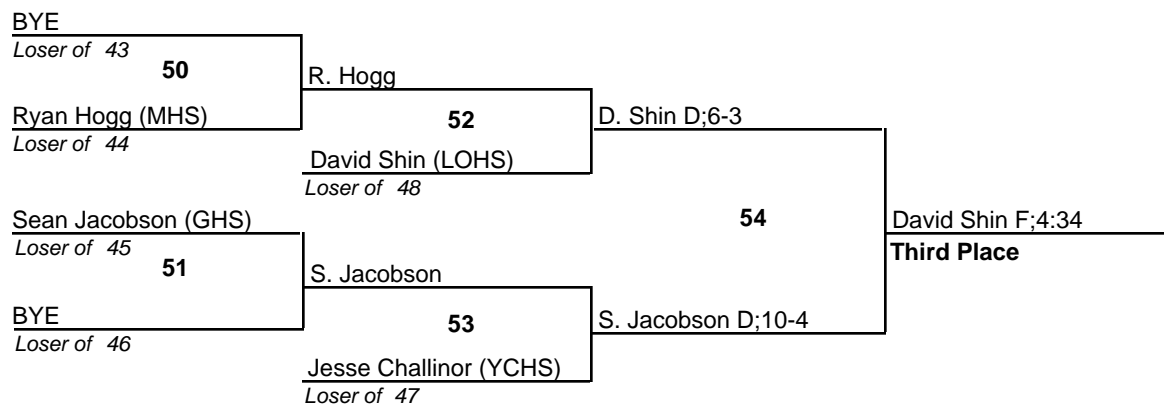 BYE
Loser of 43
50
R. Hogg
Ryan Hogg (MHS)
Loser of 44
52
D. Shin D;6-3
David Shin (LOHS)
Loser of 48
Sean Jacobson (GHS)
Loser of 45
54
David Shin F;4:34
Third Place
51
S. Jacobson
BYE
Loser of 46
53
S. Jacobson D;10-4
Jesse Challinor (YCHS)
Loser of 47